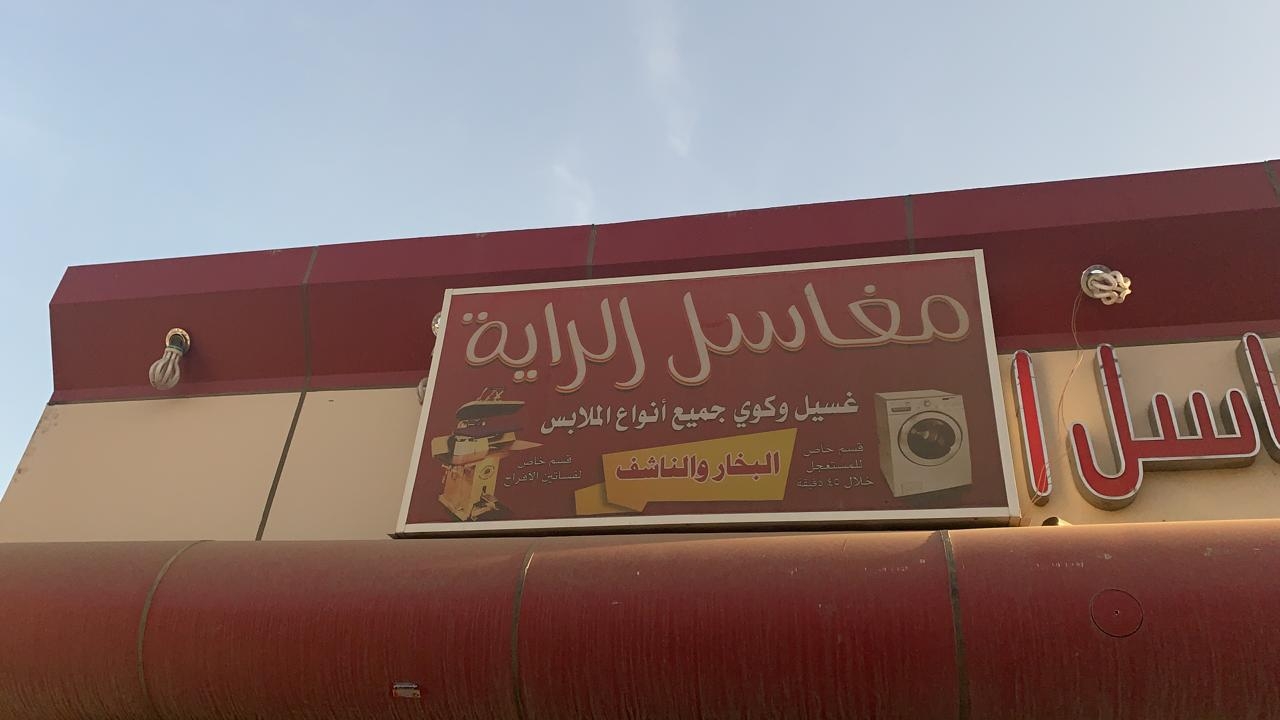 مغاسل الراية
غسيل وكوي جميع أنواع الملابس
البخار والناشف
قسم خاص
للمستعجل
خلال ٤٥ دقيقة
قسم خاص
لفساتين الافراح
اسل ا